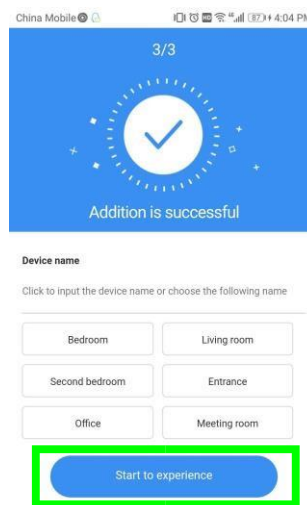 China Mobile 87 4:04 PM
3/3
Addition is successful
Device name
Click to input the device name or choose the following name
Bedroom Living room
Second bedroom Entrance
Office Meeting room
Start to experience